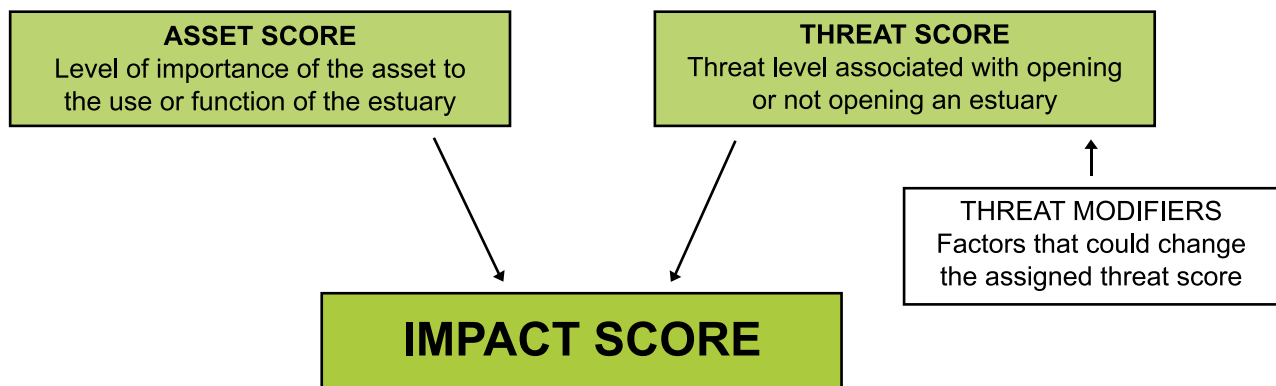 ASSET SCORE
Level of importance of the asset to
the use or function of the estuary
THREAT SCORE
Threat level associated with opening
or not opening an estuary
THREAT MODIFIERS
Factors that could change
the assigned threat score
IMPACT SCORE